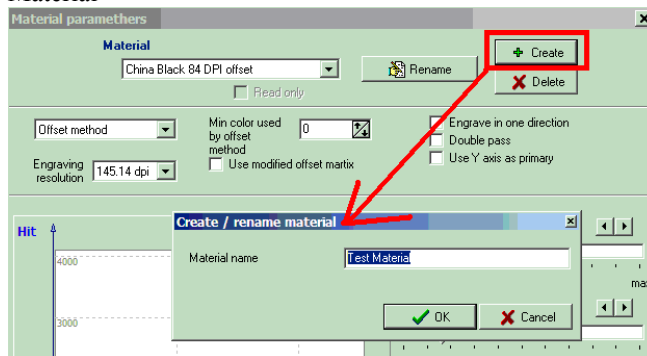 Material paramethers
Material
China Black 84 DPI offset
Rename
Create
Delete
Read only
Offset method
Min color used
by offset
method
0
Engrave in one direction
Double pass
Use Y axis as primary
Engraving
resolution
145.14 dpi
Use modified offset martix
Hit
4000
3000
Create / rename material
Material name
Test Material
OK
Cancel